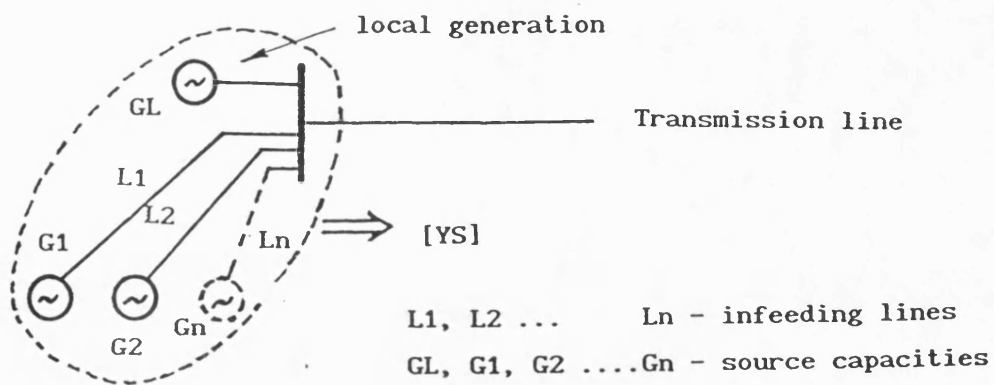 local generation
~
GL
Transmission line
L1
L2
Ln
[YS]
G1
~
~
~
G2
Gn
L1, L2 ... Ln - infeeding lines
GL, G1, G2 ....Gn - source capacities